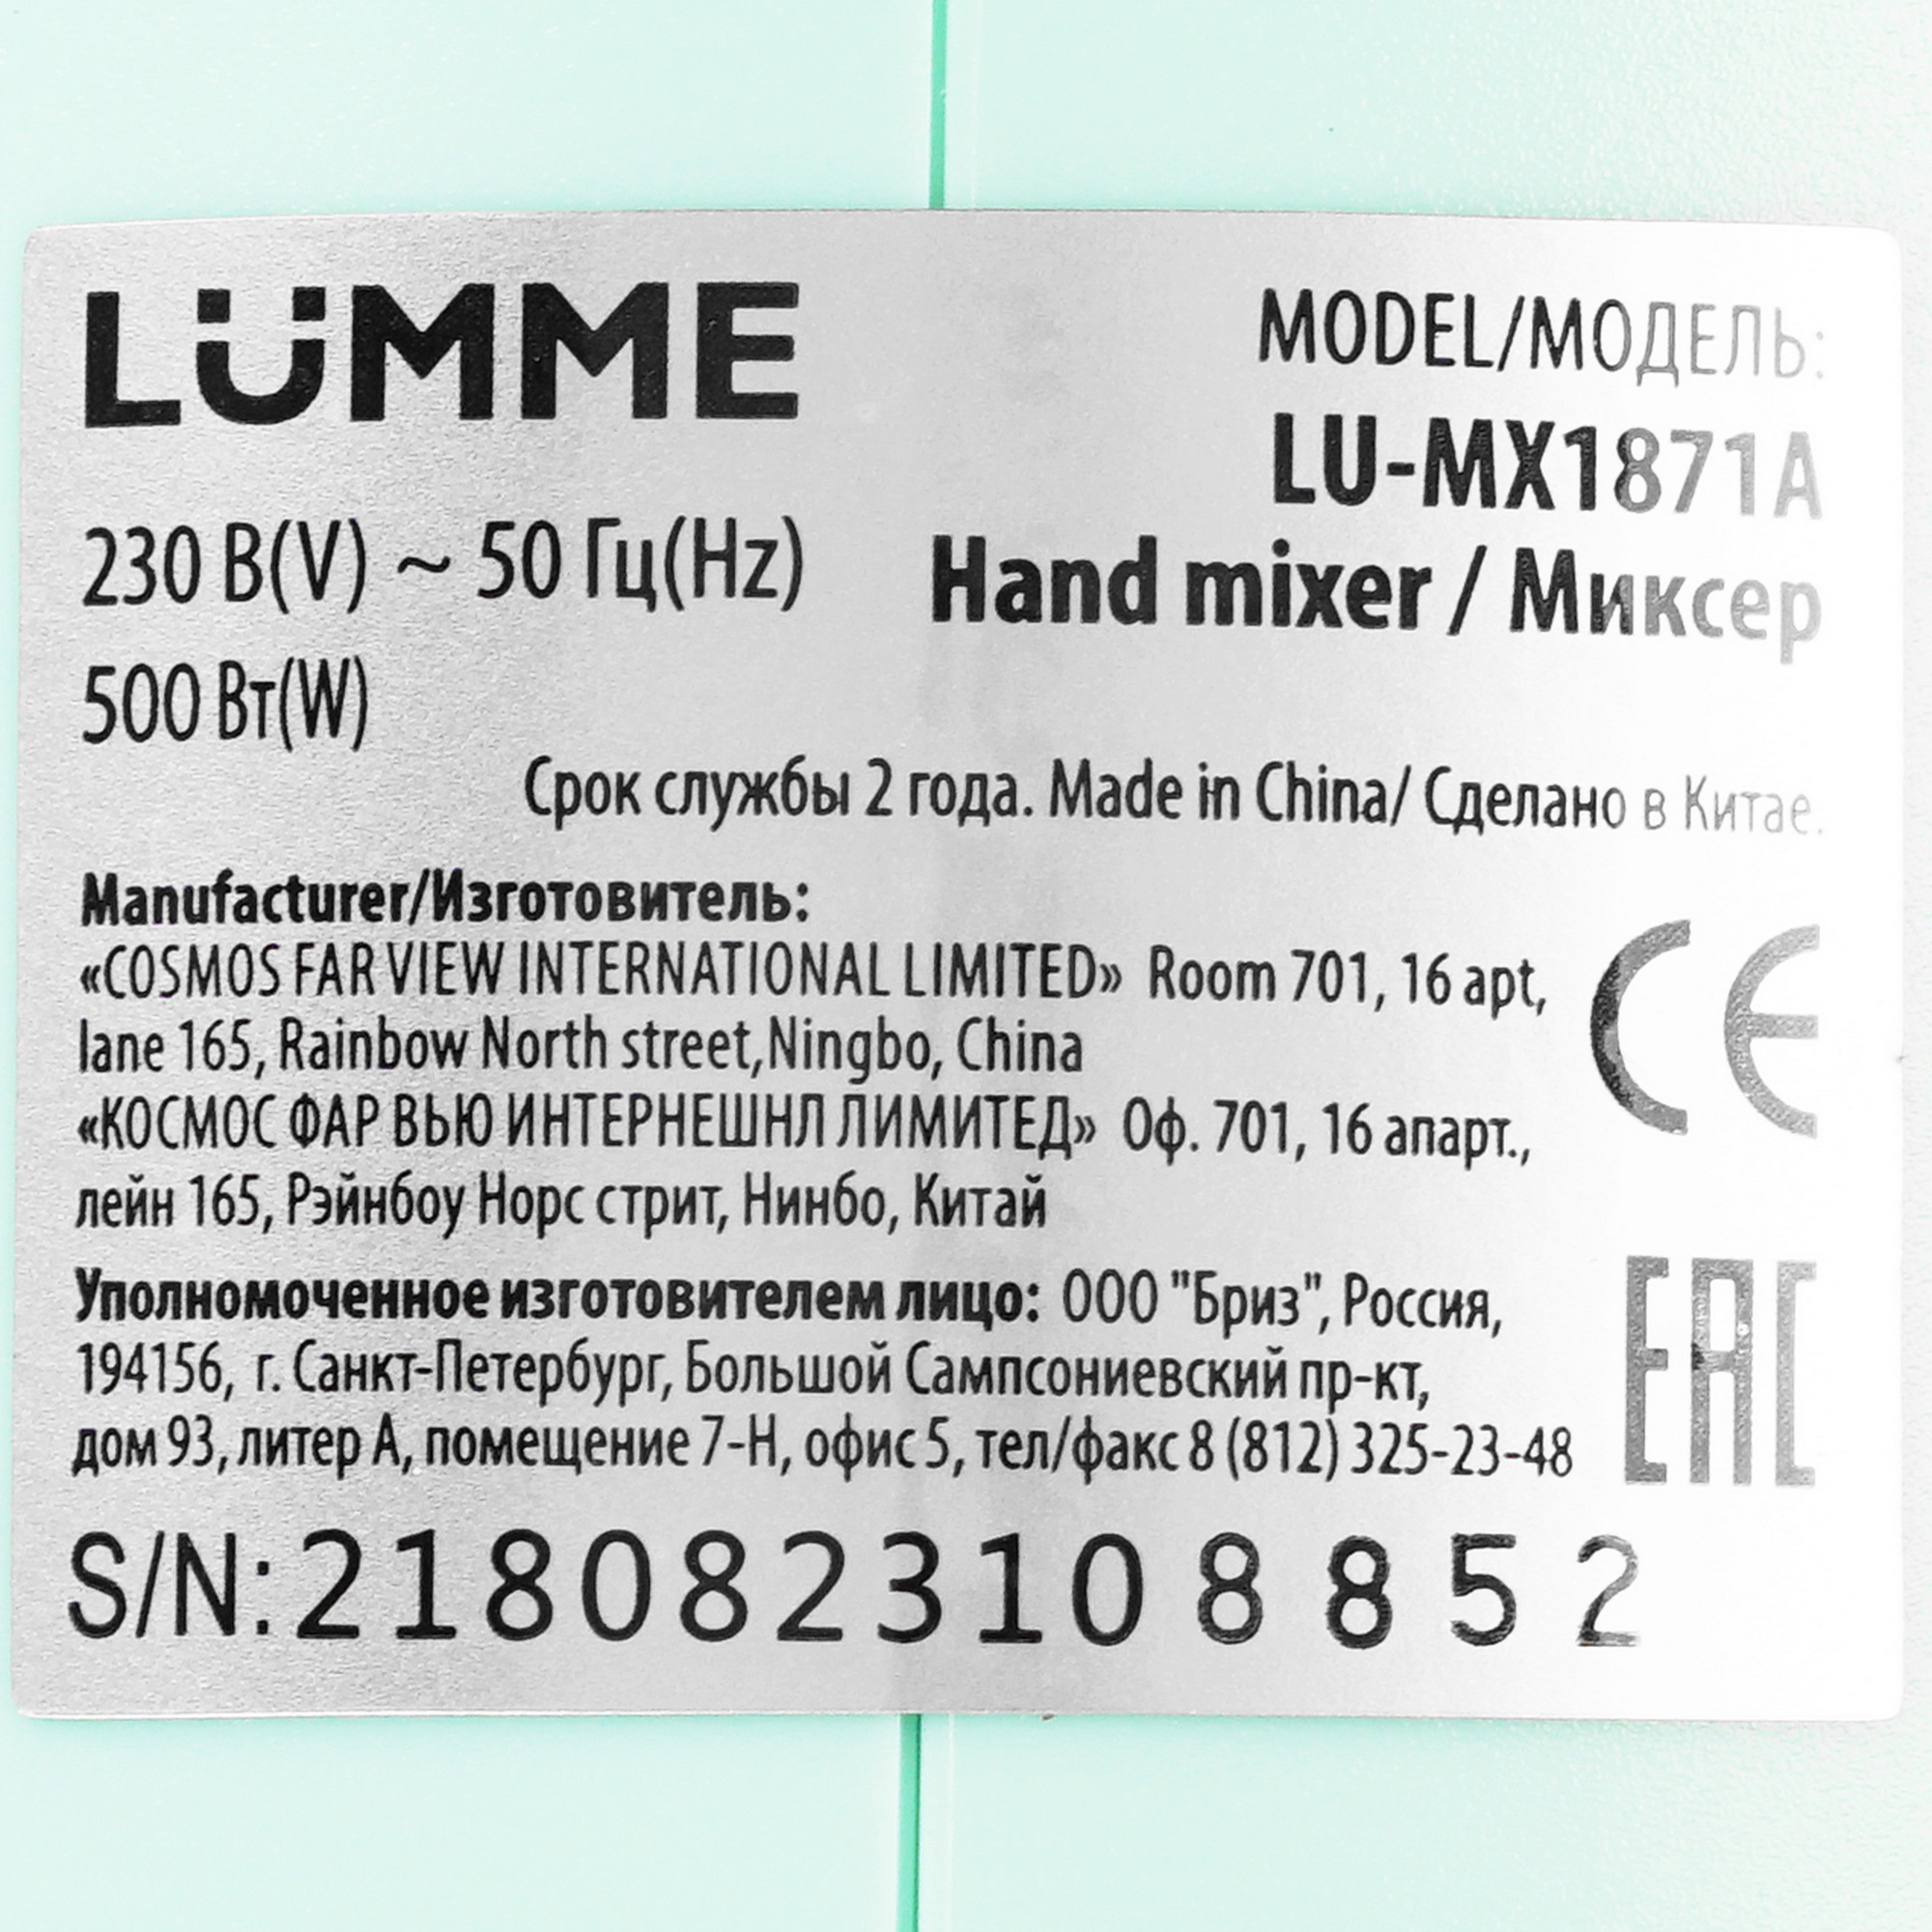 LÜMME
MODEL/МОДЕЛЬ:
LU-MX1871A
230 В(V) ~ 50 Гц(Hz)
Hand mixer / Миксер
500 Вт(W)
Срок службы 2 года. Made in China/ Сделано в Китае.
Manufacturer/Изготовитель:
«COSMOS FAR VIEW INTERNATIONAL LIMITED» Room 701, 16 apt,
lane 165, Rainbow North street,Ningbo, China
«КОСМОС ФАР ВЬЮ ИНТЕРНЕШНЛ ЛИМИТЕД» Оф. 701, 16 апарт.,
лейн 165, Рэйнбоу Норс стрит, Нинбо, Китай
CE
Уполномоченное изготовителем лицо: ООО "Бриз", Россия,
194156, г. Санкт-Петербург, Большой Сампсониевский пр-кт,
дом 93, литер А, помещение 7-Н, офис 5, тел/факс 8 (812) 325-23-48
EAC
S/N: 2180823108852